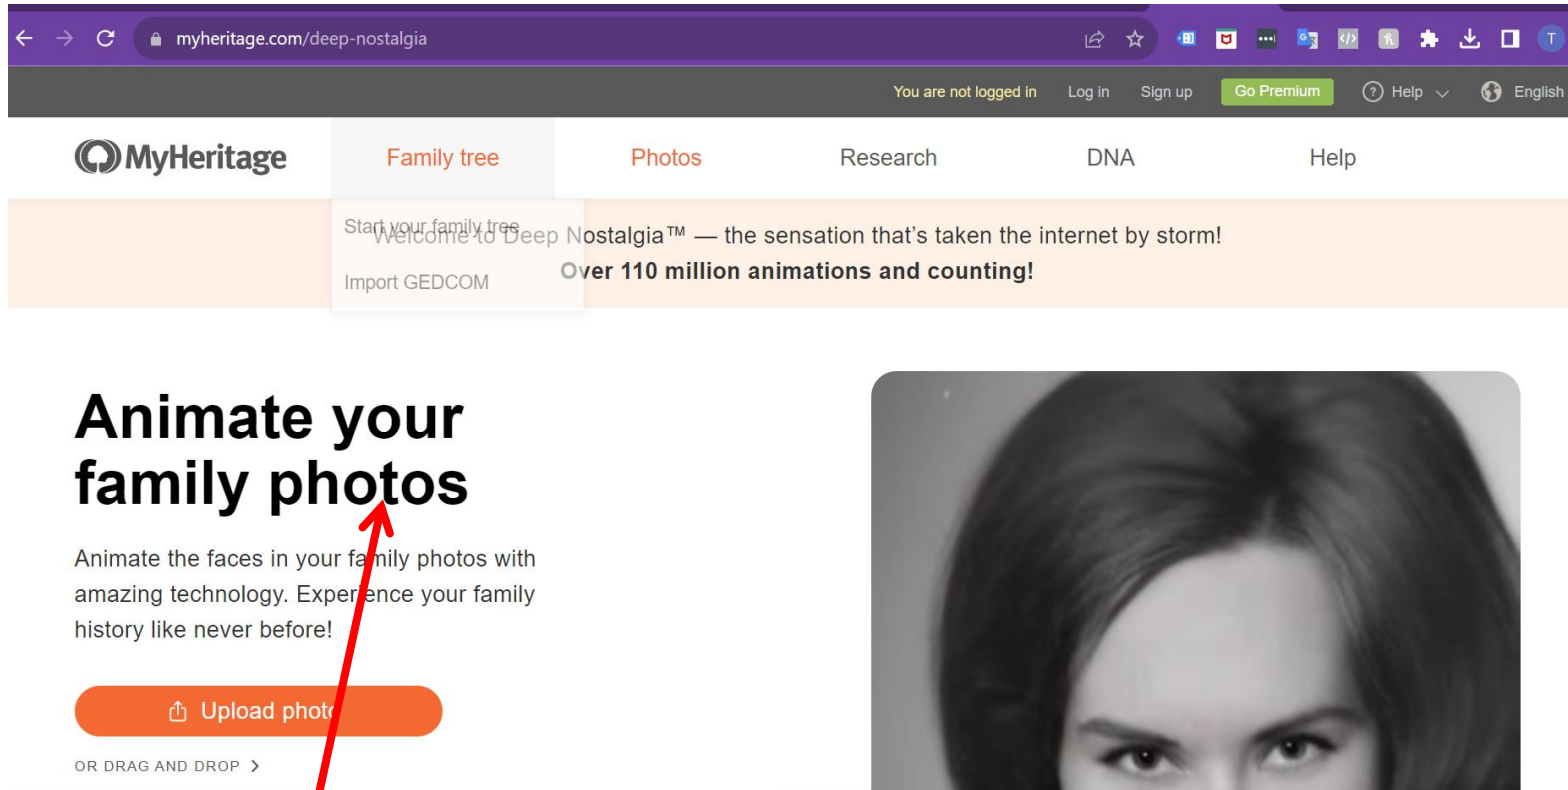 myheritage.com/deep-nostalgia
T
You are not logged in Log in Sign up Go Premium ? Help English
MyHeritage Family tree Photos Research DNA Help
Start your family tree
Import GEDCOM
Welcome to Deep Nostalgia™ — the sensation that's taken the internet by storm!
Over 110 million animations and counting!
Animate your
family photos
Animate the faces in your family photos with
amazing technology. Experience your family
history like never before!
Upload photo
OR DRAG AND DROP >